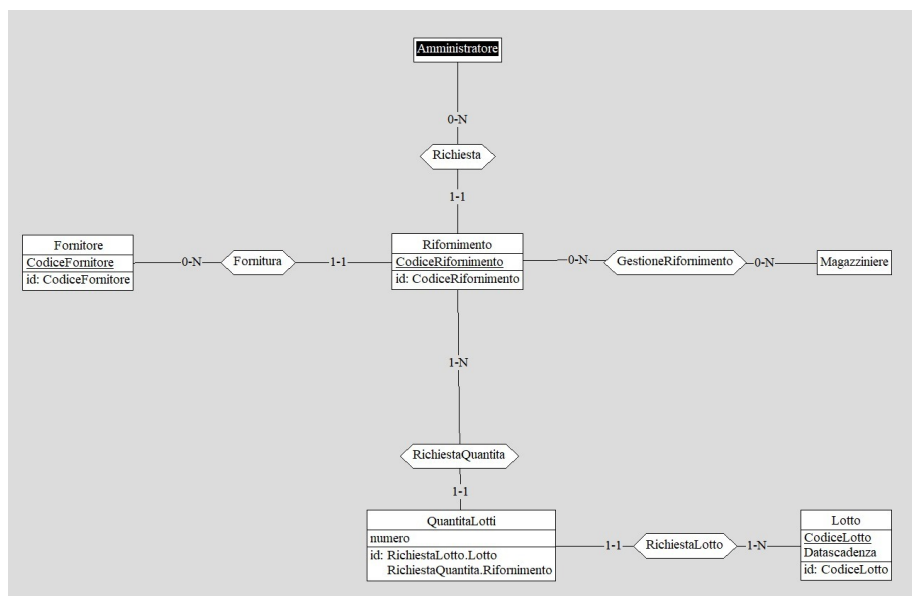 Amministratore
0-N
Richiesta
1-1
Fornitore
CodiceFornitore
id: CodiceFornitore
0-N
Fornitura
1-1
Rifornimento
CodiceRifornimento
id: CodiceRifornimento
0-N
GestioneRifornimento
0-N
Magazziniere
1-N
RichiestaQuantita
1-1
QuantitaLotti
numero
id: RichiestaLotto.Lotto
RichiestaQuantita.Rifornimento
1-1
RichiestaLotto
1-N
Lotto
CodiceLotto
Datascadenza
id: CodiceLotto